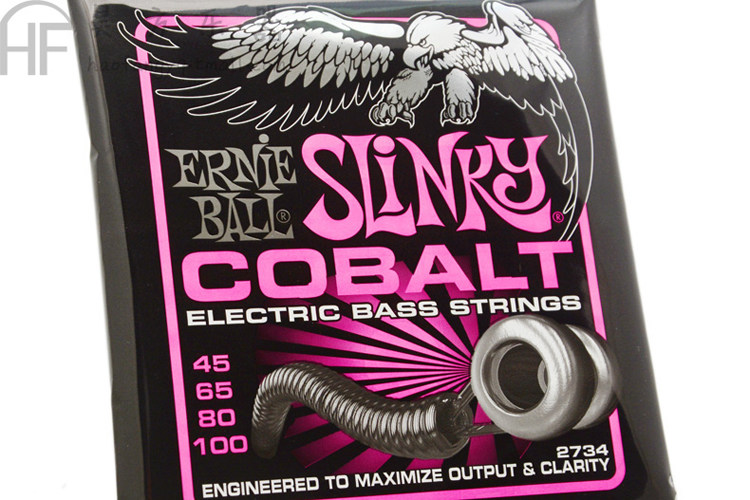 HF
ERNIE BALL®
SLINKY®
COBALT
ELECTRIC BASS STRINGS
45
65
80
100
2734
ENGINEERED TO MAXIMIZE OUTPUT & CLARITY